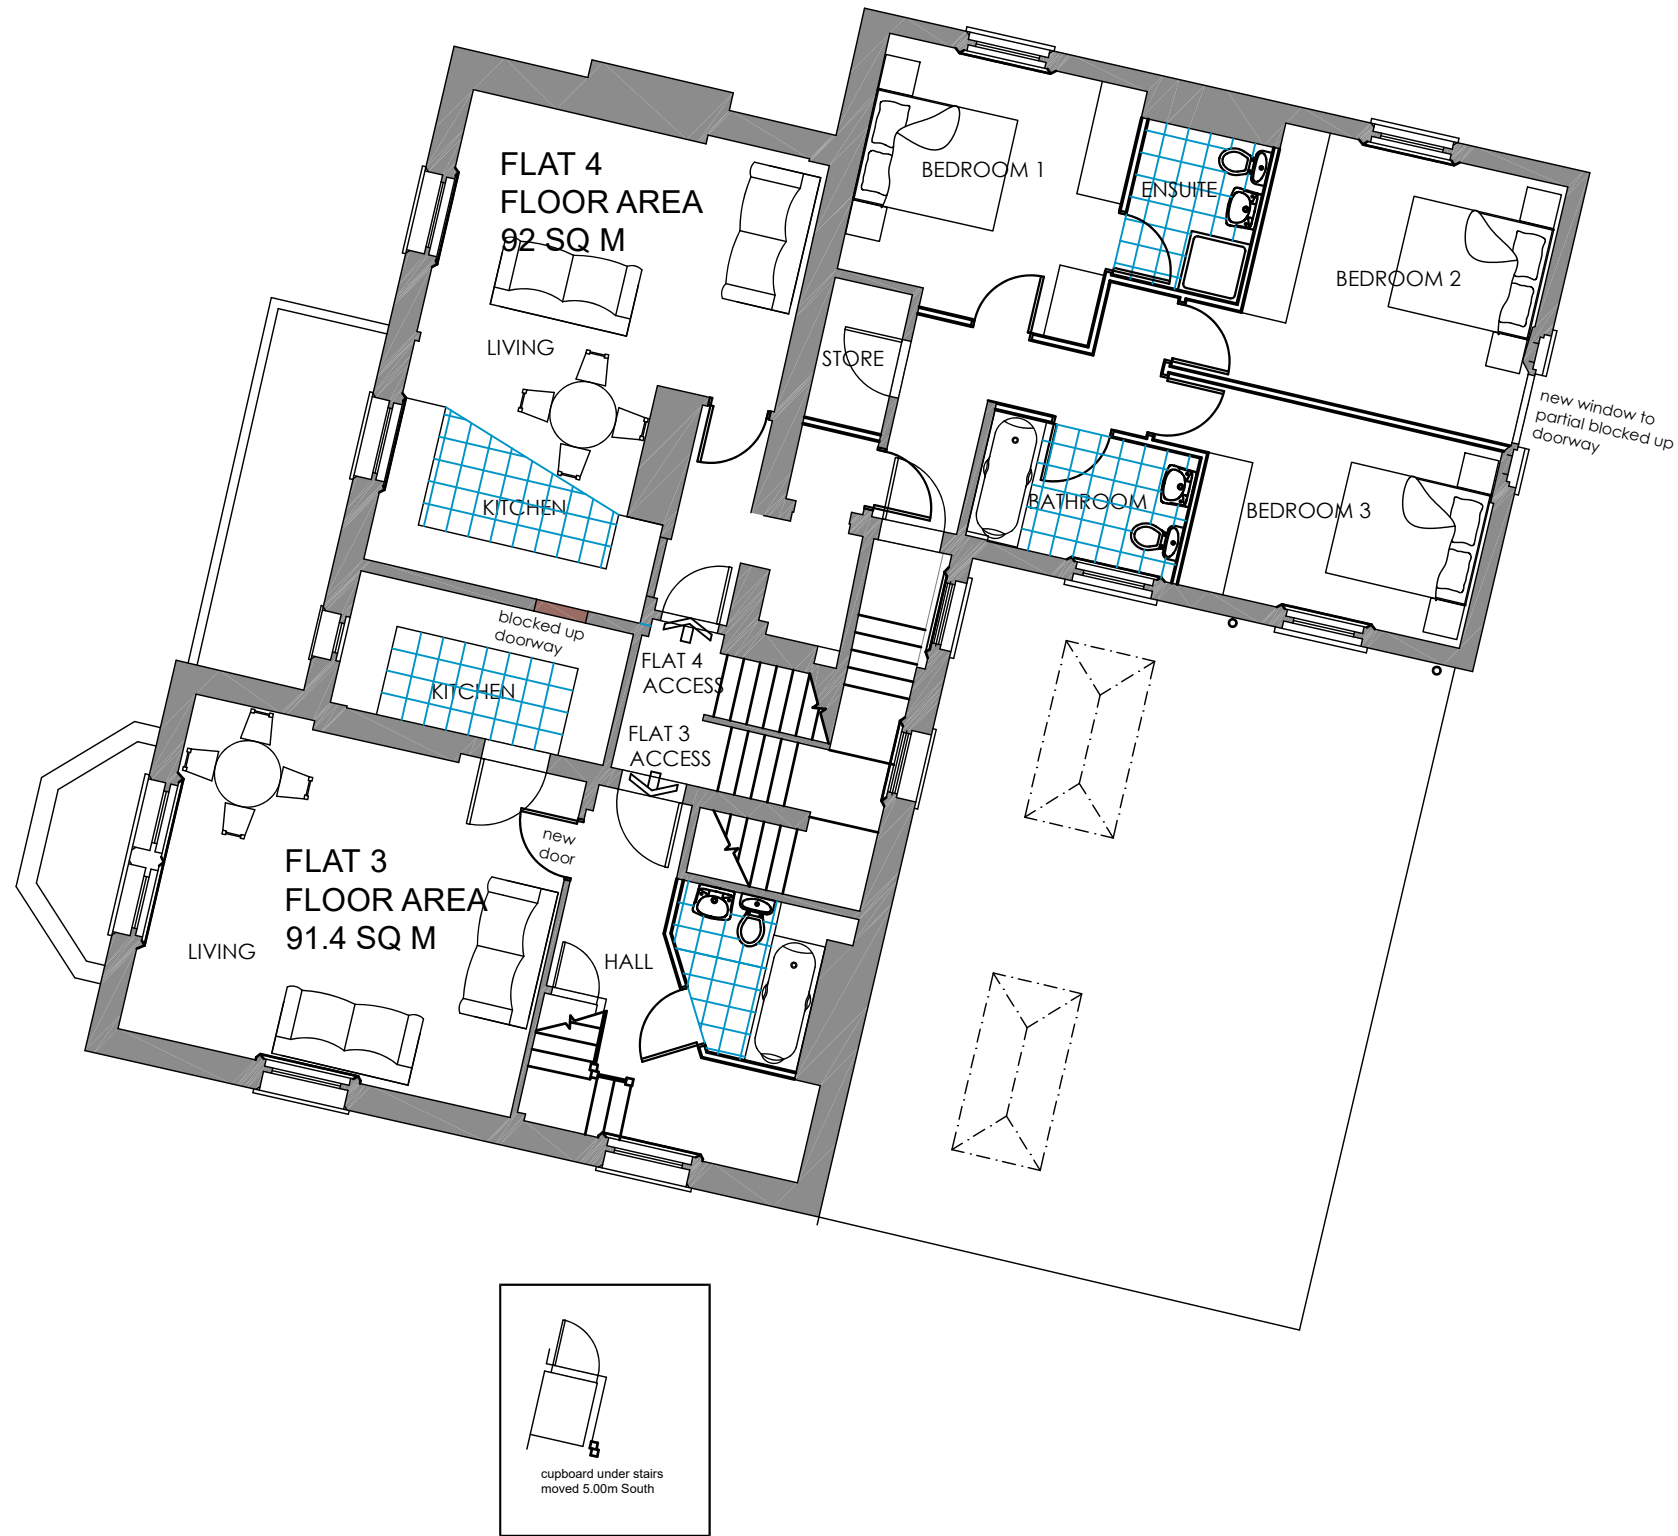 FLAT 4
FLOOR AREA
92 SQ M
BEDROOM 1
ENSUITE
BEDROOM 2
LIVING
STORE
new window to
partial blocked up
doorway
KITCHEN
BATHROOM
BEDROOM 3
blocked up
doorway
KITCHEN
FLAT 4
ACCESS
FLAT 3
ACCESS
new
door
FLAT 3
FLOOR AREA
91.4 SQ M
LIVING
HALL
cupboard under stairs
moved 5.00m South